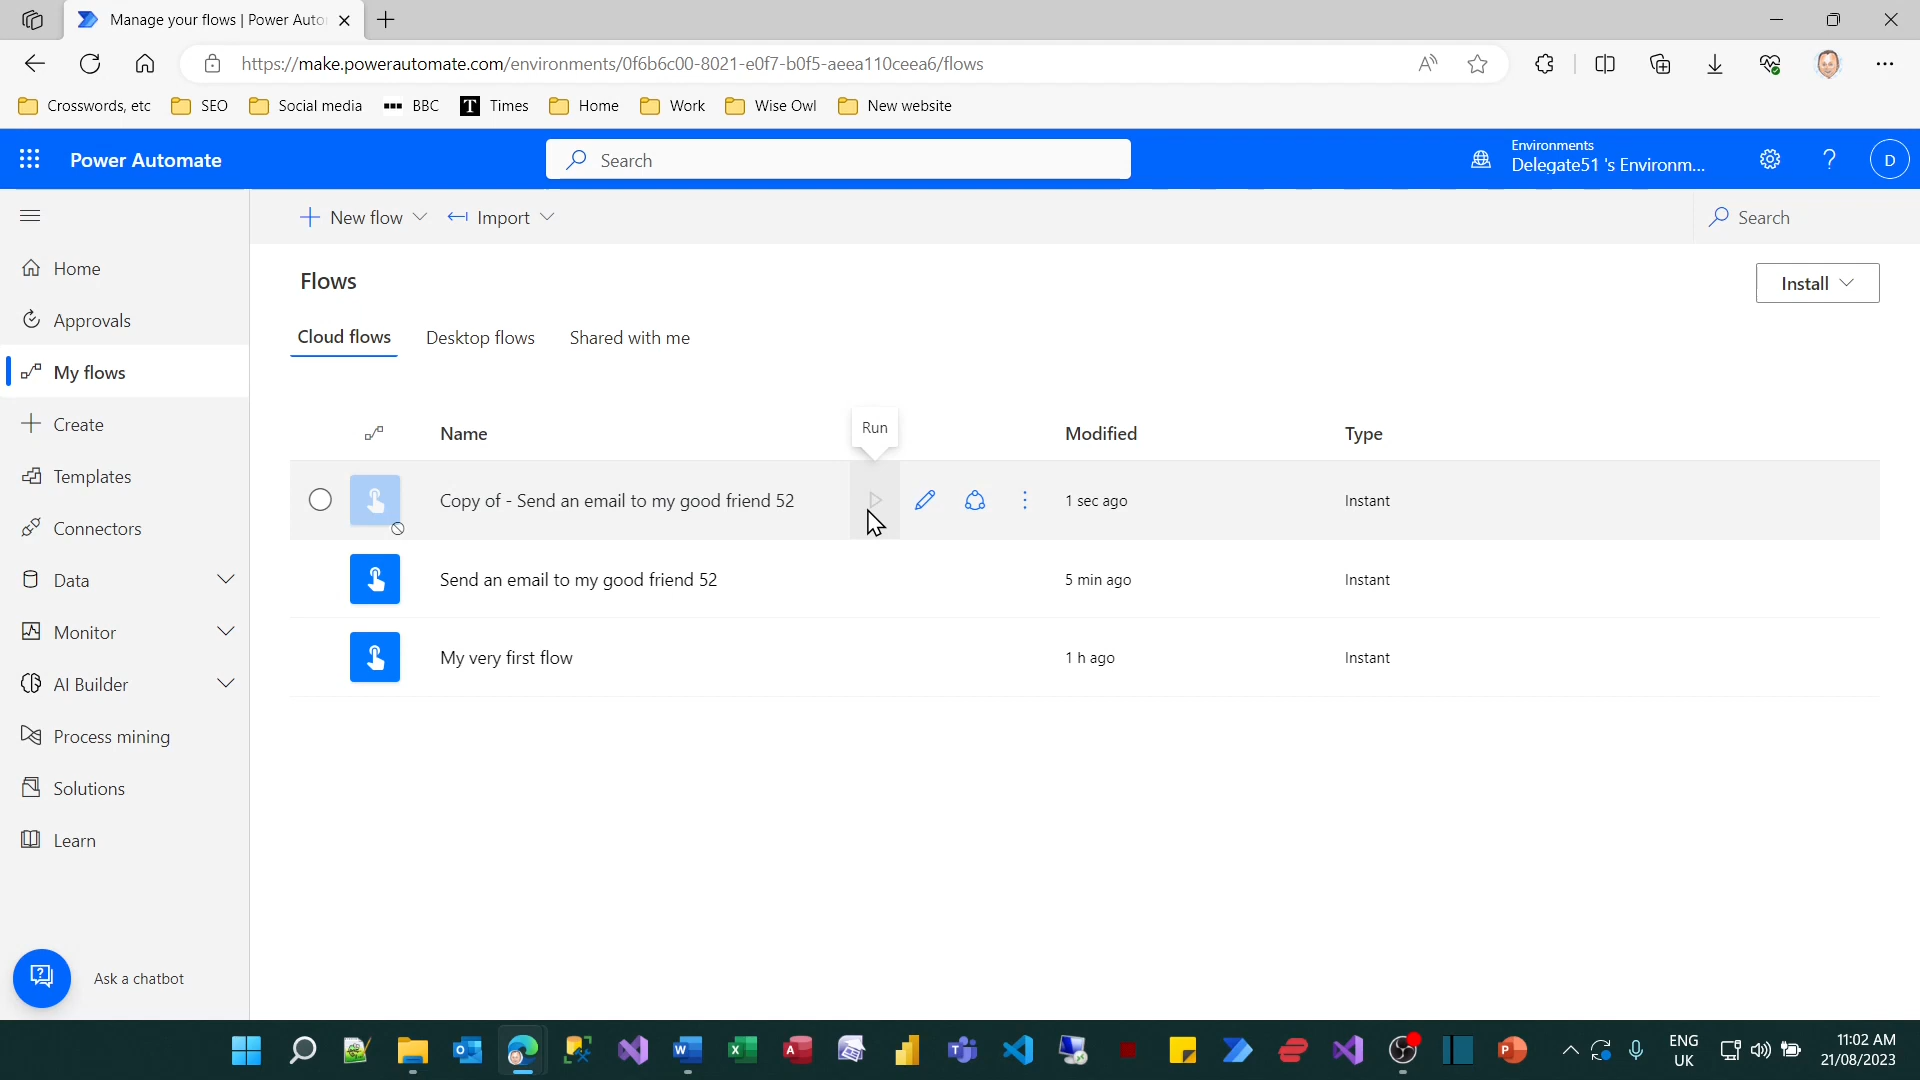 Manage your flows | Power Auto
https://make.powerautomate.com/environments/0f6b6c00-8021-e0f7-b0f5-aeea110ceea6/flows
Crosswords, etc SEO Social media BBC T Times Home Work Wise Owl New website
Power Automate Search Environments
Delegate51 's Environm... ? D
New flow Import Search
Home
Approvals
My flows
Create
Templates
Connectors
Data
Monitor
AI Builder
Process mining
Solutions
Learn
Ask a chatbot
Flows Install
Cloud flows Desktop flows Shared with me
Run
Name Modified Type
Copy of - Send an email to my good friend 52 1 sec ago Instant
Send an email to my good friend 52 5 min ago Instant
My very first flow 1 h ago Instant
ENG
UK
11:02 AM
21/08/2023